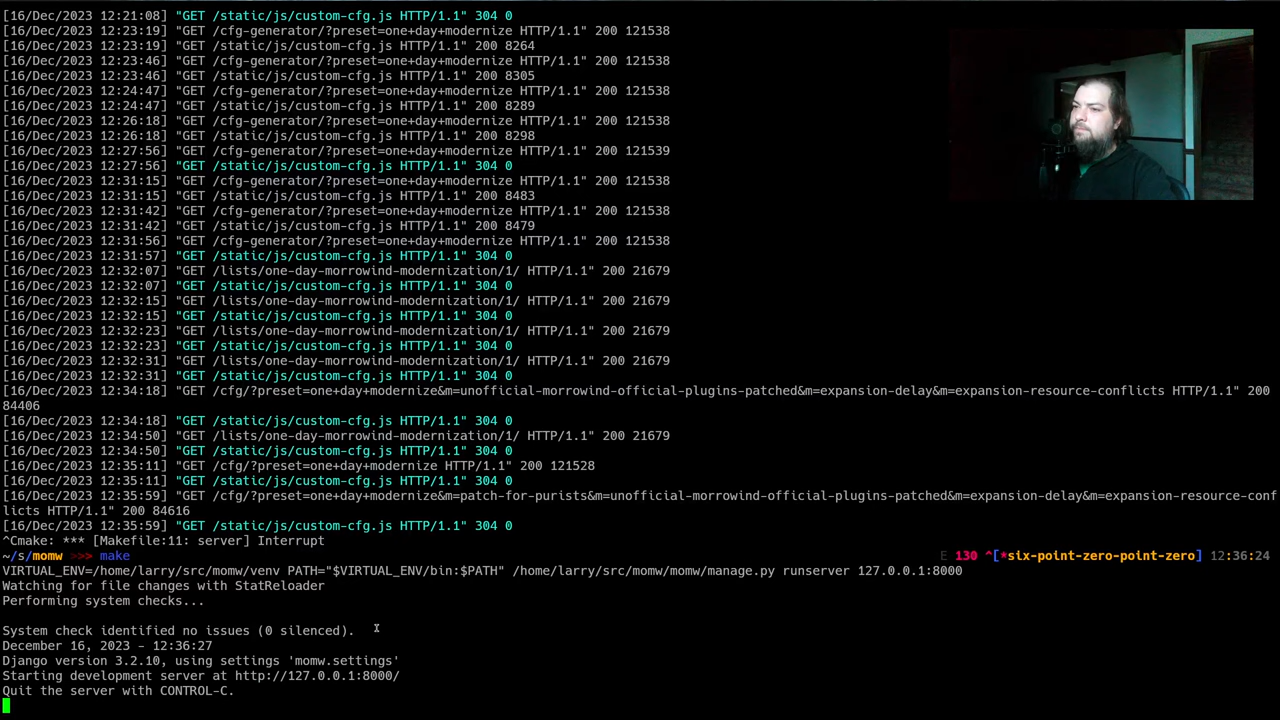 [16/Dec/2023 12:21:08] "GET /static/js/custom-cfg.js HTTP/1.1" 304 0
[16/Dec/2023 12:23:19] "GET /cfg-generator/?preset=one+day+modernize HTTP/1.1" 200 121538
[16/Dec/2023 12:23:19] "GET /static/js/custom-cfg.js HTTP/1.1" 200 8264
[16/Dec/2023 12:23:46] "GET /cfg-generator/?preset=one+day+modernize HTTP/1.1" 200 121538
[16/Dec/2023 12:23:46] "GET /static/js/custom-cfg.js HTTP/1.1" 200 8305
[16/Dec/2023 12:24:47] "GET /cfg-generator/?preset=one+day+modernize HTTP/1.1" 200 121538
[16/Dec/2023 12:24:47] "GET /static/js/custom-cfg.js HTTP/1.1" 200 8289
[16/Dec/2023 12:26:18] "GET /cfg-generator/?preset=one+day+modernize HTTP/1.1" 200 121538
[16/Dec/2023 12:26:18] "GET /static/js/custom-cfg.js HTTP/1.1" 200 8298
[16/Dec/2023 12:27:56] "GET /cfg-generator/?preset=one+day+modernize HTTP/1.1" 200 121539
[16/Dec/2023 12:27:56] "GET /static/js/custom-cfg.js HTTP/1.1" 304 0
[16/Dec/2023 12:31:15] "GET /cfg-generator/?preset=one+day+modernize HTTP/1.1" 200 121538
[16/Dec/2023 12:31:15] "GET /static/js/custom-cfg.js HTTP/1.1" 200 8483
[16/Dec/2023 12:31:42] "GET /cfg-generator/?preset=one+day+modernize HTTP/1.1" 200 121538
[16/Dec/2023 12:31:42] "GET /static/js/custom-cfg.js HTTP/1.1" 200 8479
[16/Dec/2023 12:31:56] "GET /cfg-generator/?preset=one+day+modernize HTTP/1.1" 200 121538
[16/Dec/2023 12:31:57] "GET /static/js/custom-cfg.js HTTP/1.1" 304 0
[16/Dec/2023 12:32:07] "GET /lists/one-day-morrowind-modernization/1/ HTTP/1.1" 200 21679
[16/Dec/2023 12:32:07] "GET /static/js/custom-cfg.js HTTP/1.1" 304 0
[16/Dec/2023 12:32:15] "GET /lists/one-day-morrowind-modernization/1/ HTTP/1.1" 200 21679
[16/Dec/2023 12:32:15] "GET /static/js/custom-cfg.js HTTP/1.1" 304 0
[16/Dec/2023 12:32:23] "GET /lists/one-day-morrowind-modernization/1/ HTTP/1.1" 200 21679
[16/Dec/2023 12:32:23] "GET /static/js/custom-cfg.js HTTP/1.1" 304 0
[16/Dec/2023 12:32:31] "GET /lists/one-day-morrowind-modernization/1/ HTTP/1.1" 200 21679
[16/Dec/2023 12:32:31] "GET /static/js/custom-cfg.js HTTP/1.1" 304 0
[16/Dec/2023 12:34:18] "GET /cfg/?preset=one+day+modernize&m=unofficial-morrowind-official-plugins-patched&m=expansion-delay&m=expansion-resource-conflicts HTTP/1.1" 200
84406
[16/Dec/2023 12:34:18] "GET /static/js/custom-cfg.js HTTP/1.1" 304 0
[16/Dec/2023 12:34:50] "GET /lists/one-day-morrowind-modernization/1/ HTTP/1.1" 200 21679
[16/Dec/2023 12:34:50] "GET /static/js/custom-cfg.js HTTP/1.1" 304 0
[16/Dec/2023 12:35:11] "GET /cfg/?preset=one+day+modernize HTTP/1.1" 200 121528
[16/Dec/2023 12:35:11] "GET /static/js/custom-cfg.js HTTP/1.1" 304 0
[16/Dec/2023 12:35:59] "GET /cfg/?preset=one+day+modernize&m=patch-for-purists&m=unofficial-morrowind-official-plugins-patched&m=expansion-delay&m=expansion-resource-conf
licts HTTP/1.1" 200 84616
[16/Dec/2023 12:35:59] "GET /static/js/custom-cfg.js HTTP/1.1" 304 0
^Cmake: *** [Makefile:11: server] Interrupt
~/s/momw >>> make E 130 ^[*six-point-zero-point-zero] 12:36:24
VIRTUAL_ENV=/home/larry/src/momw/venv PATH="$VIRTUAL_ENV/bin:$PATH" /home/larry/src/momw/momw/manage.py runserver 127.0.0.1:8000
Watching for file changes with StatReloader
Performing system checks...
System check identified no issues (0 silenced).
December 16, 2023 - 12:36:27
Django version 3.2.10, using settings 'momw.settings'
Starting development server at http://127.0.0.1:8000/
Quit the server with CONTROL-C.